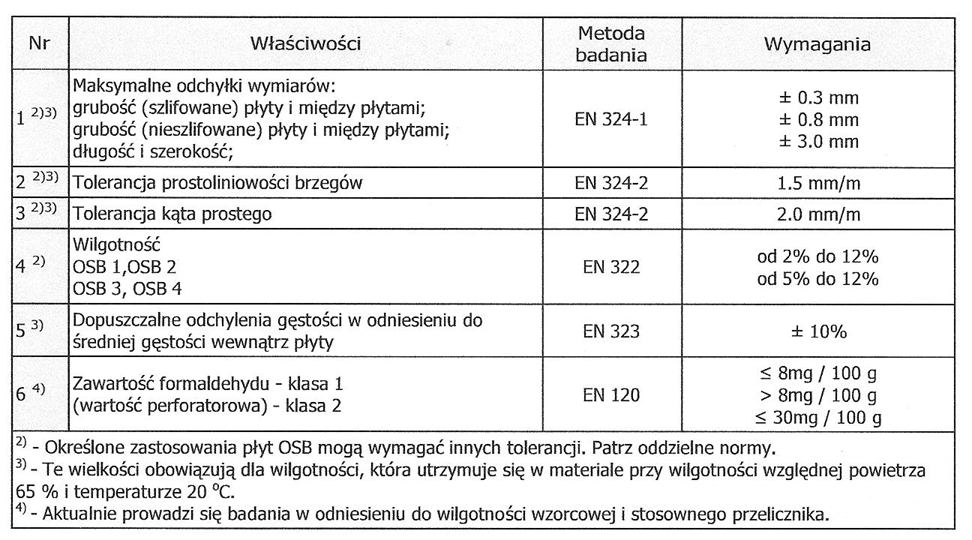 Nr Właściwości Metoda badania Wymagania
1 2)3) Maksymalne odchyłki wymiarów:
grubość (szlifowane) płyty i między płytami;
grubość (nieszlifowane) płyty i między płytami;
długość i szerokość;
EN 324-1
± 0.3 mm
± 0.8 mm
± 3.0 mm
2 2)3) Tolerancja prostoliniowości brzegów EN 324-2 1.5 mm/m
3 2)3) Tolerancja kąta prostego EN 324-2 2.0 mm/m
4 2) Wilgotność
OSB 1,OSB 2
OSB 3, OSB 4
EN 322
od 2% do 12%
od 5% do 12%
5 3) Dopuszczalne odchylenia gęstości w odniesieniu do
średniej gęstości wewnątrz płyty
EN 323
± 10%
6 4) Zawartość formaldehydu - klasa 1
(wartość perforatorowa) - klasa 2
EN 120
≤ 8mg / 100 g
> 8mg / 100 g
≤ 30mg / 100 g
2) - Określone zastosowania płyt OSB mogą wymagać innych tolerancji. Patrz oddzielne normy.
3) - Te wielkości obowiązują dla wilgotności, która utrzymuje się w materiale przy wilgotności względnej powietrza
65 % i temperaturze 20 °C.
4) - Aktualnie prowadzi się badania w odniesieniu do wilgotności wzorcowej i stosownego przelicznika.